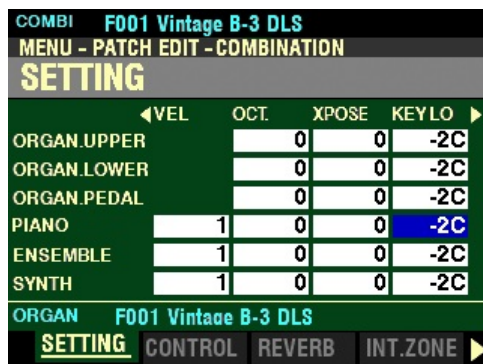 COMBI F001 Vintage B-3 DLS
MENU - PATCH EDIT - COMBINATION
SETTING
VEL OCT. XPOSE KEY LO
ORGAN.UPPER 0 0 -2C
ORGAN.LOWER 0 0 -2C
ORGAN.PEDAL 0 0 -2C
PIANO 1 0 0 -2C
ENSEMBLE 1 0 0 -2C
SYNTH 1 0 0 -2C
ORGAN F001 Vintage B-3 DLS
SETTING CONTROL REVERB INT.ZONE